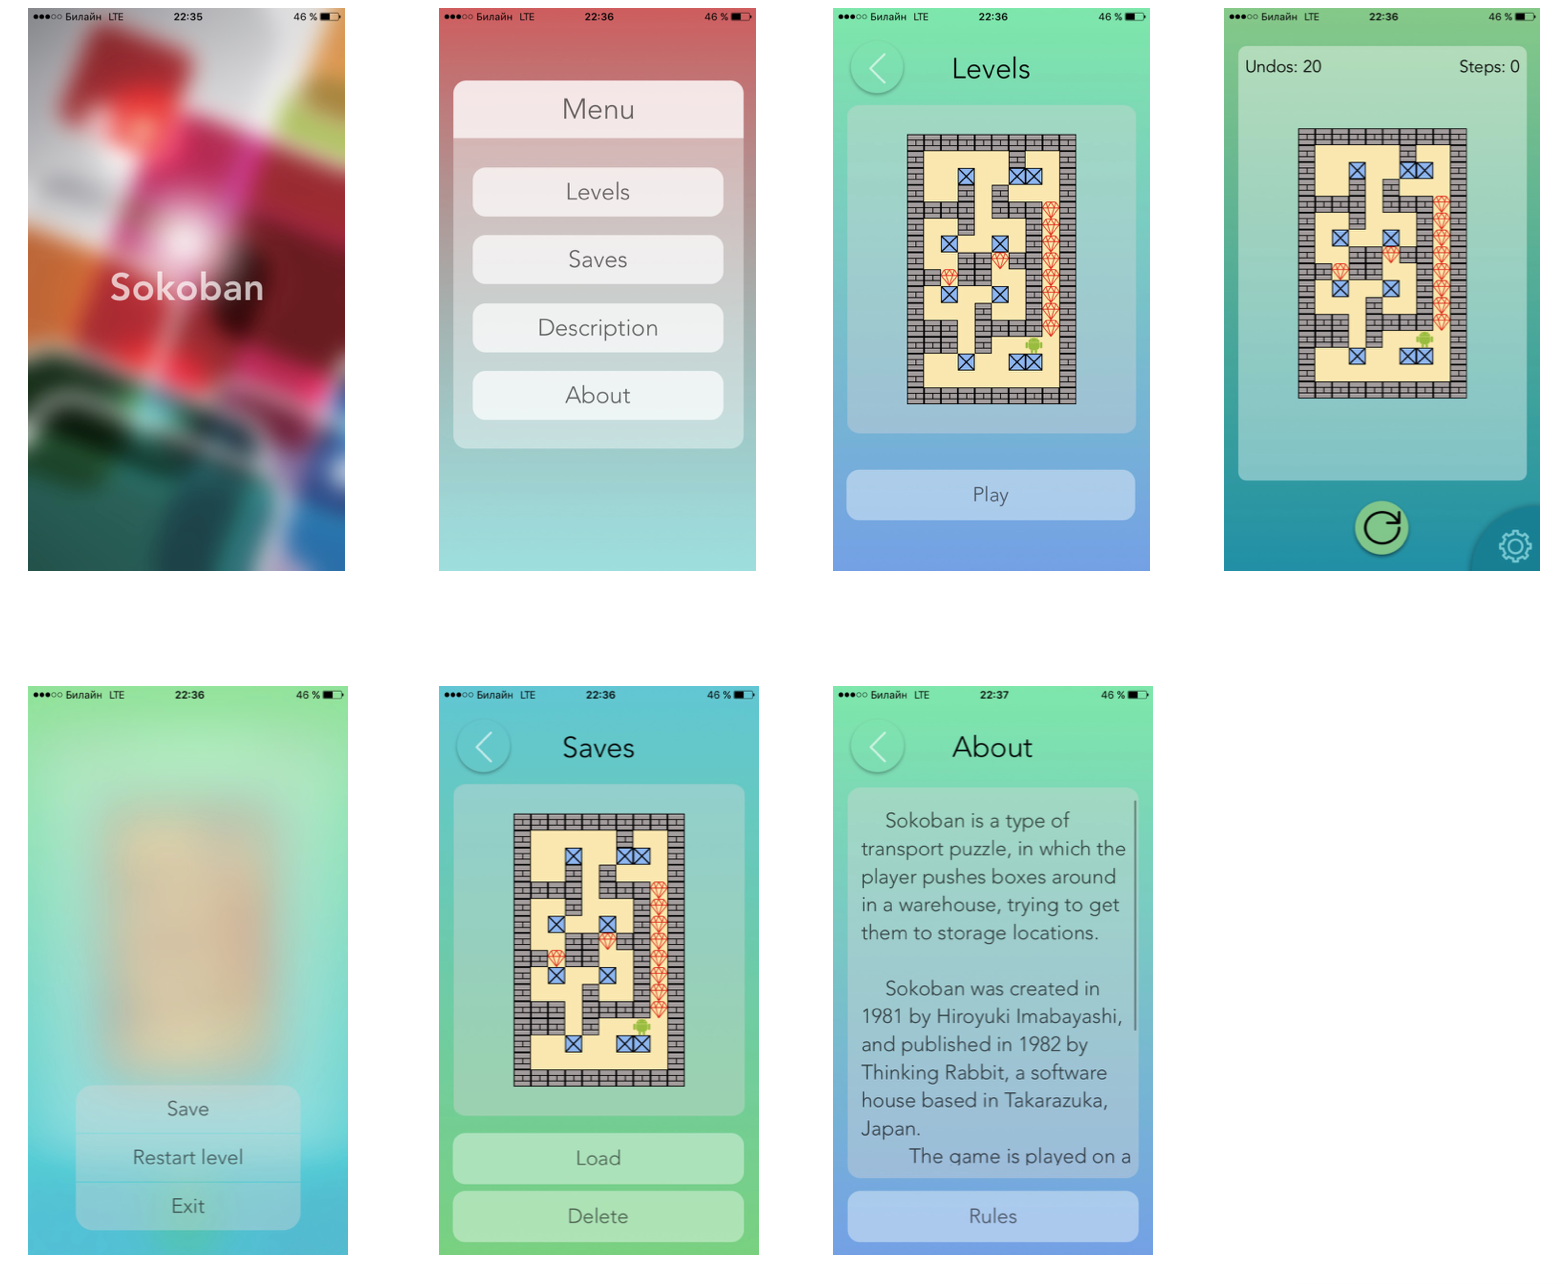 ●●●○○ Билайн LTE 22:35 46 %
Sokoban
●●●○○ Билайн LTE 22:36 46 %
Menu
Levels
Saves
Description
About
●●●○○ Билайн LTE 22:36 46 %
Levels
Play
●●●○○ Билайн LTE 22:36 46 %
Undos: 20 Steps: 0
●●●○○ Билайн LTE 22:36 46 %
Save
Restart level
Exit
●●●○○ Билайн LTE 22:36 46 %
Saves
Load
Delete
●●●○○ Билайн LTE 22:37 46 %
About
Sokoban is a type of
transport puzzle, in which the
player pushes boxes around
in a warehouse, trying to get
them to storage locations.
Sokoban was created in
1981 by Hiroyuki Imabayashi,
and published in 1982 by
Thinking Rabbit, a software
house based in Takarazuka,
Japan.
The game is played on a
Rules